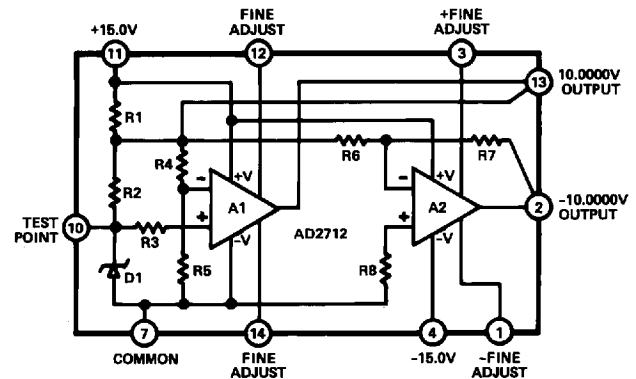 FINE
ADJUST
+FINE
ADJUST
+15.0V
11
12
3
13
10.0000V
OUTPUT
R1
R4
R6
R7
+V
+V
R2
–
–
A1
A2
TEST
POINT
10
R3
+
+
AD2712
2
–10.0000V
OUTPUT
–V
–V
D1
R5
R8
7
14
4
1
COMMON
FINE
ADJUST
–15.0V
~FINE
ADJUST